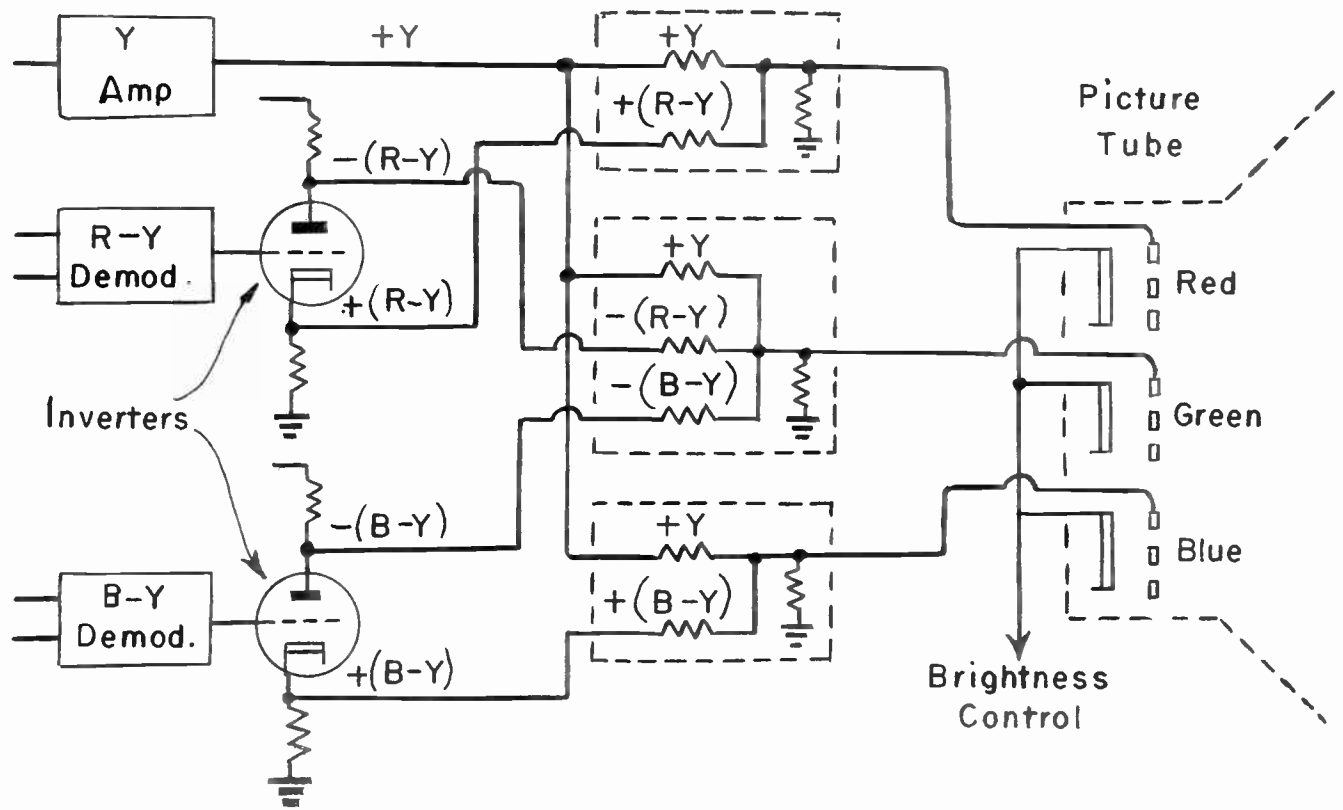 Y
Amp
+Y
+Y
+(R-Y)
Picture
Tube
-(R-Y)
R-Y
Demod.
+(R-Y)
+Y
-(R-Y)
-(B-Y)
Red
Inverters
Green
-(B-Y)
+Y
+(B-Y)
Blue
B-Y
Demod.
+(B-Y)
Brightness
Control